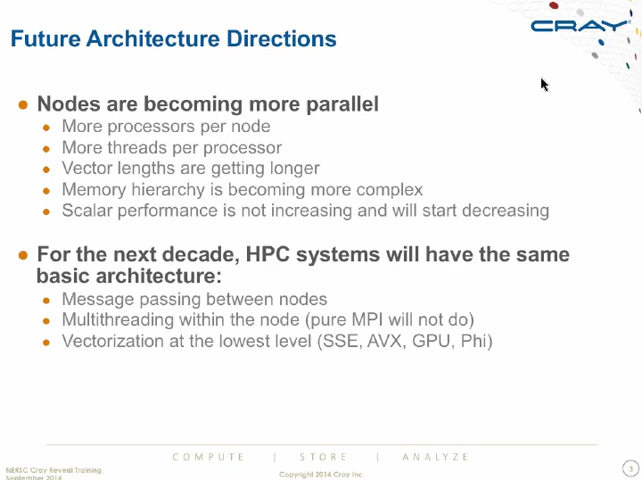 CRAY
Future Architecture Directions
Nodes are becoming more parallel
More processors per node
More threads per processor
Vector lengths are getting longer
Memory hierarchy is becoming more complex
Scalar performance is not increasing and will start decreasing
For the next decade, HPC systems will have the same
basic architecture:
Message passing between nodes
Multithreading within the node (pure MPI will not do)
Vectorization at the lowest level (SSE, AVX, GPU, Phi)
COMPUTE | STORE | ANALYZE
NERSC Cray Reveal Training.
September 2014
Copyright 2014 Cray Inc.
3